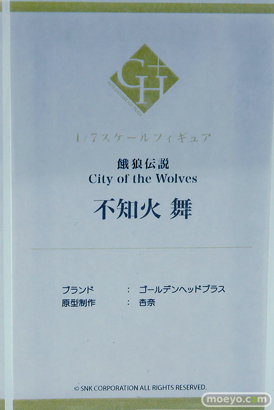 GH+
1/7スケールフィギュア
餓狼伝説
City of the Wolves
不知火 舞
ブランド : ゴールデンヘッドプラス
原型制作 : 杏奈
© SNK CORPORATION ALL RIGHTS RESERVED.
moeyo.com